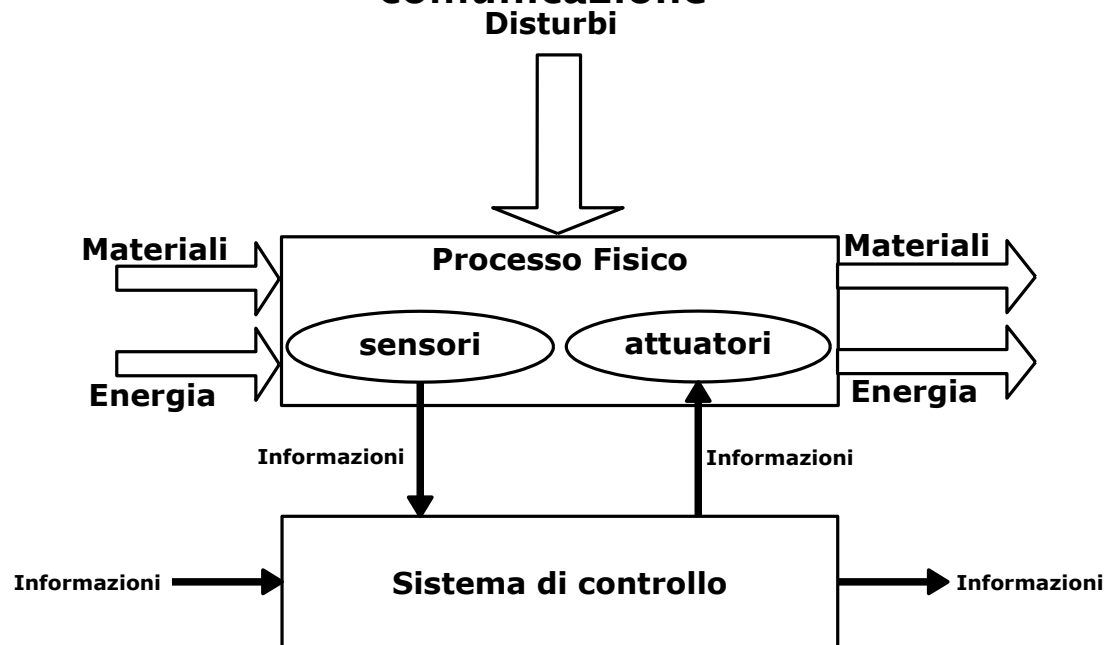 Disturbi
Materiali
Processo Fisico
Materiali
sensori
attuatori
Energia
Energia
Informazioni
Informazioni
Informazioni
Sistema di controllo
Informazioni